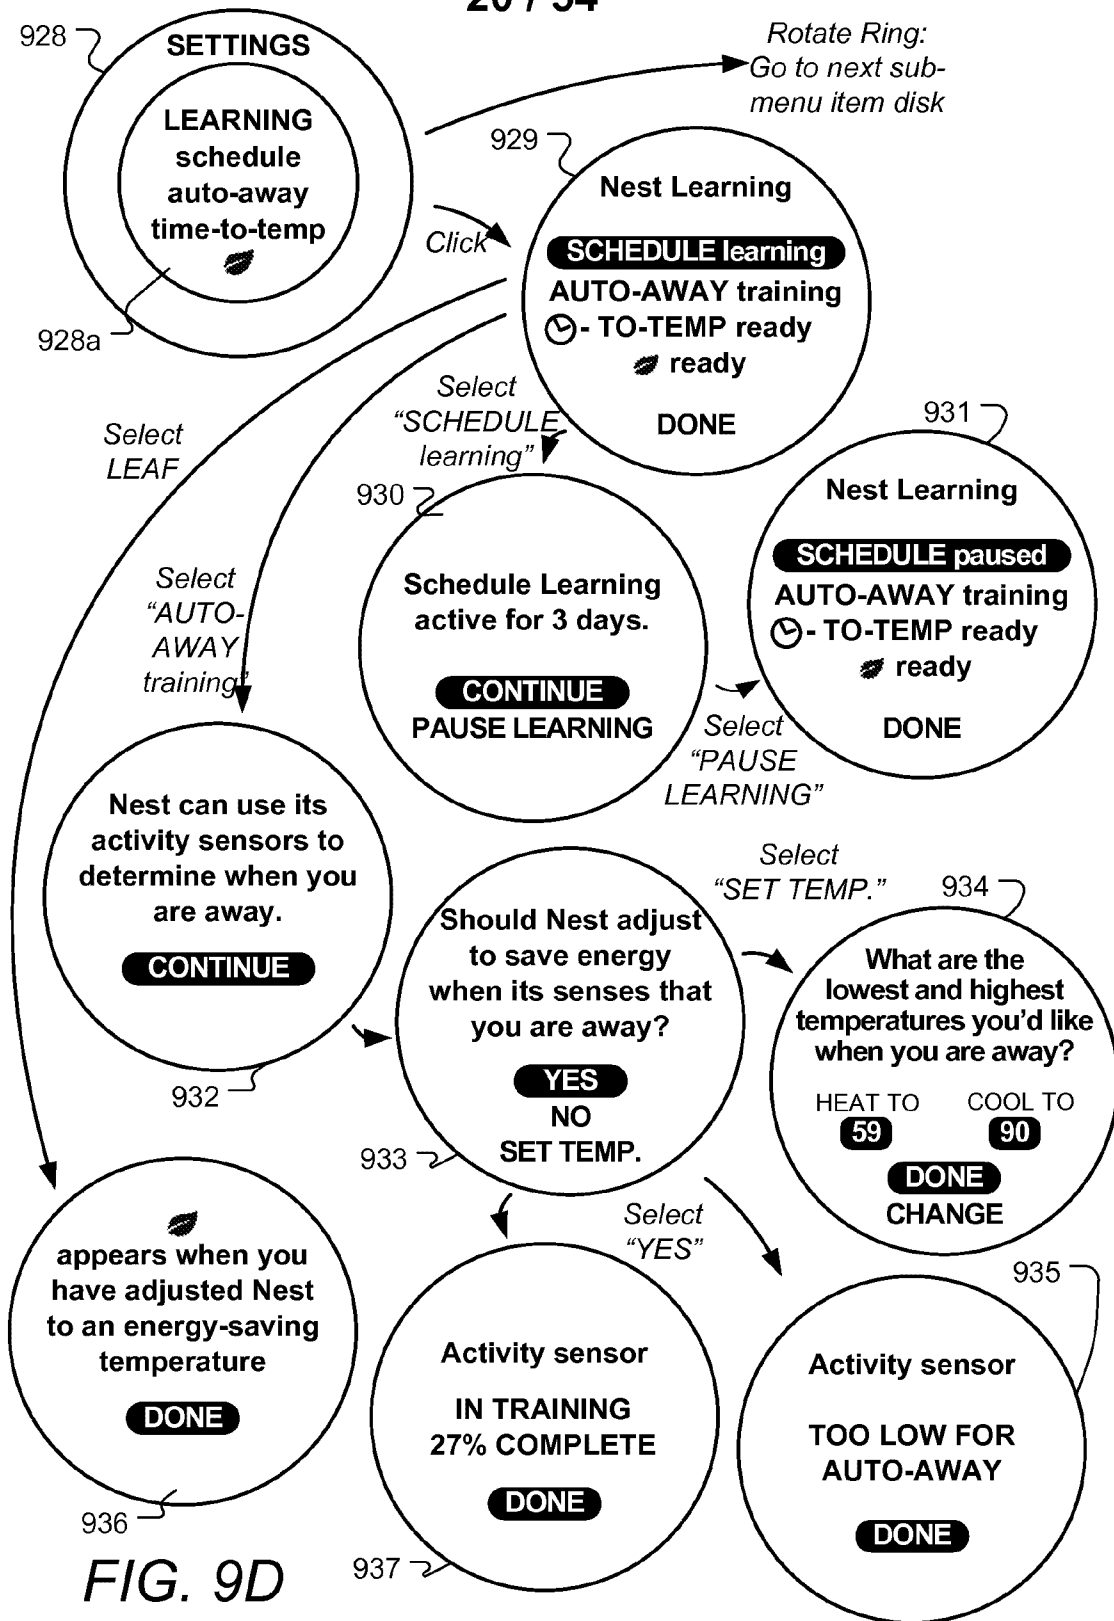 20 / 54
928
SETTINGS
LEARNING
schedule
auto-away
time-to-temp
928a
Rotate Ring:
Go to next sub-
menu item disk
Click
929
Nest Learning
SCHEDULE learning
AUTO-AWAY training
- TO-TEMP ready
ready
DONE
Select
LEAF
Select
"AUTO-
AWAY
training"
Select
"SCHEDULE
learning"
930
Schedule Learning
active for 3 days.
CONTINUE
PAUSE LEARNING
Select
"PAUSE
LEARNING"
931
Nest Learning
SCHEDULE paused
AUTO-AWAY training
- TO-TEMP ready
ready
DONE
Nest can use its
activity sensors to
determine when you
are away.
CONTINUE
932
Should Nest adjust
to save energy
when its senses that
you are away?
YES
NO
SET TEMP.
933
Select
"SET TEMP."
934
What are the
lowest and highest
temperatures you'd like
when you are away?
HEAT TO COOL TO
59 90
DONE
CHANGE
Select
"YES"
appears when you
have adjusted Nest
to an energy-saving
temperature
DONE
936
Activity sensor
IN TRAINING
27% COMPLETE
DONE
937
935
Activity sensor
TOO LOW FOR
AUTO-AWAY
DONE
FIG. 9D